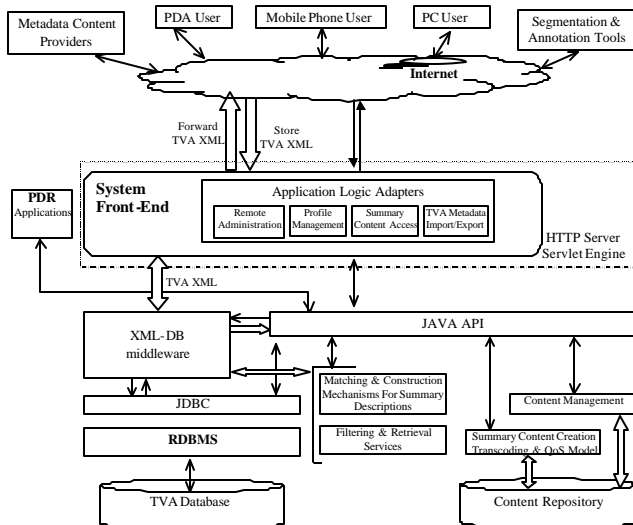 Metadata Content
Providers
PDA User
Mobile Phone User
PC User
Segmentation &
Annotation Tools
Internet
Forward
TVA XML
Store
TVA XML
PDR
Applications
System
Front-End
Application Logic Adapters
Remote
Administration
Profile
Management
Summary
Content Access
TVA Metadata
Import/Export
HTTP Server
Servlet Engine
TVA XML
XML-DB
middleware
JAVA API
JDBC
RDBMS
TVA Database
Matching & Construction
Mechanisms For Summary
Descriptions
Filtering & Retrieval
Services
Content Management
Summary Content Creation
Transcoding & QoS Model
Content Repository